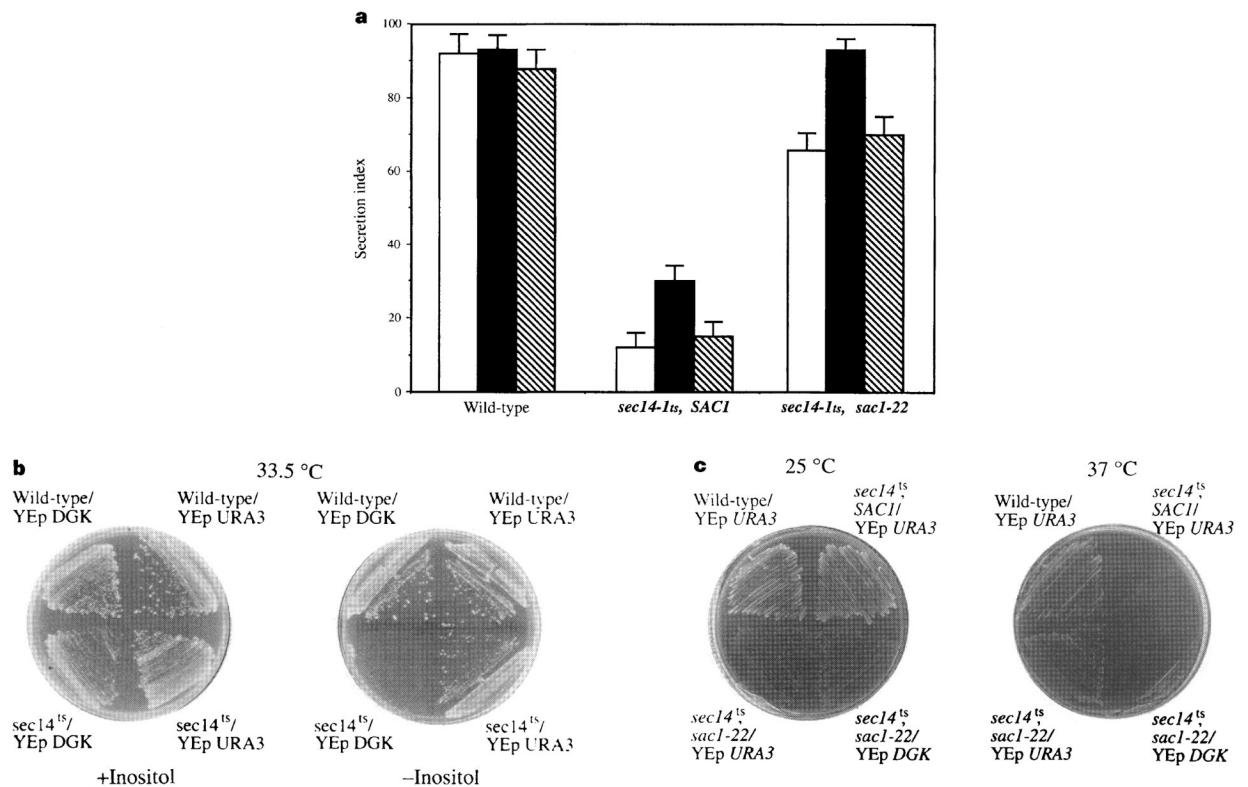 a
100
80
60
40
20
0
Secretion index
Wild-type
sec14-1ts, SAC1
sec14-1ts, sac1-22
b
33.5 °C
Wild-type/
YEp DGK
Wild-type/
YEp URA3
Wild-type/
YEp DGK
Wild-type/
YEp URA3
sec14ts/
YEp DGK
sec14ts/
YEp URA3
sec14ts/
YEp DGK
sec14ts/
YEp URA3
+Inositol
–Inositol
c
25 °C
37 °C
Wild-type/
YEp URA3
sec14ts,
SAC1/
YEp URA3
Wild-type/
YEp URA3
sec14ts,
SAC1/
YEp URA3
sec14ts,
sac1-22/
YEp URA3
sec14ts,
sac1-22/
YEp DGK
sec14ts,
sac1-22/
YEp URA3
sec14ts,
sac1-22/
YEp DGK